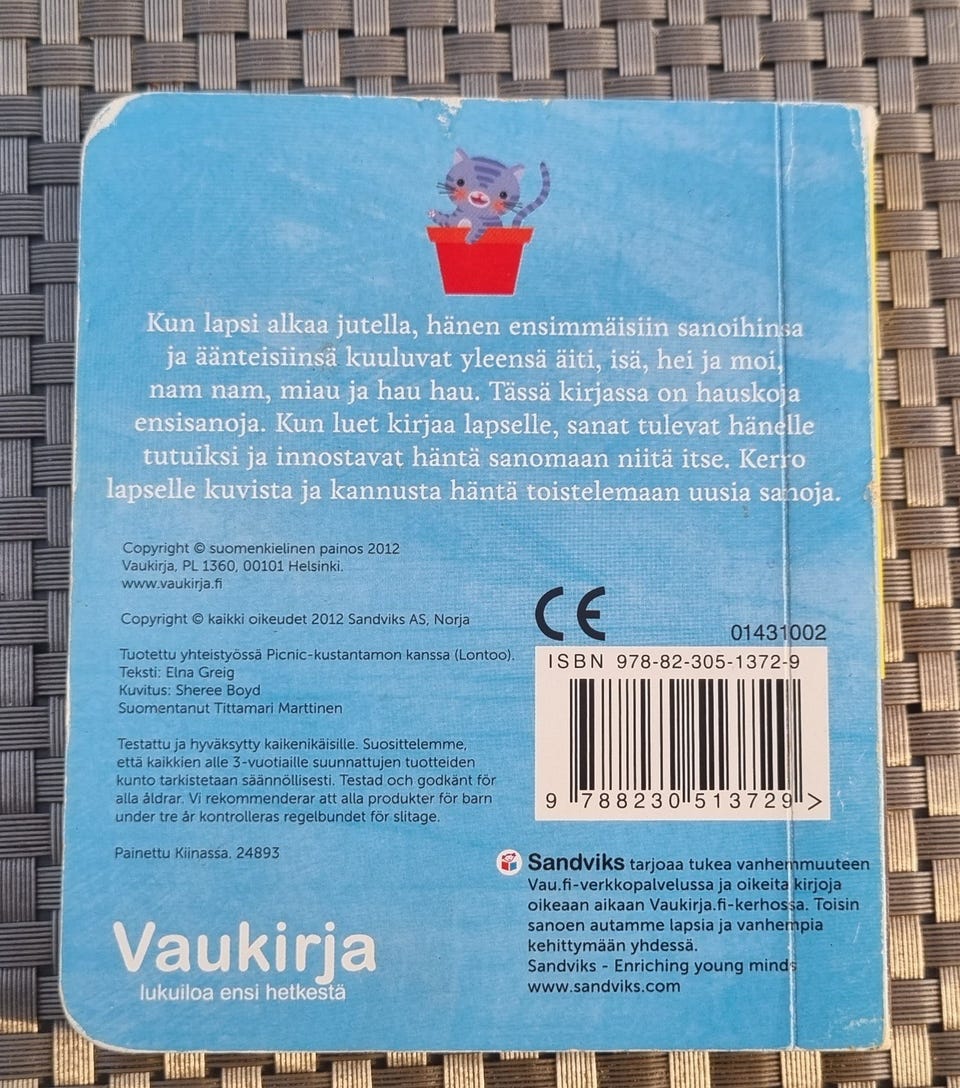 Kun lapsi alkaa jutella, hänen ensimmäisiin sanoihinsa
ja äänteisiinsä kuuluvat yleensä äiti, isä, hei ja moi,
nam nam, miau ja hau hau. Tässä kirjassa on hauskoja
ensisanoja. Kun luet kirjaa lapselle, sanat tulevat hänelle
tutuiksi ja innostavat häntä sanomaan niitä itse. Kerro
lapselle kuvista ja kannusta häntä toistelemaan uusia sanoja.
Copyright © suomenkielinen painos 2012
Vaukirja, PL 1360, 00101 Helsinki.
www.vaukirja.fi
Copyright © kaikki oikeudet 2012 Sandviks AS, Norja
Tuotettu yhteistyössä Picnic-kustantamon kanssa (Lontoo).
Teksti: Elna Greig
Kuvitus: Sheree Boyd
Suomentanut Tittamari Marttinen
Testattu ja hyväksytty kaikenikäisille. Suosittelemme,
että kaikkien alle 3-vuotiaille suunnattujen tuotteiden
kunto tarkistetaan säännöllisesti. Testad och godkänt för
alla åldrar. Vi rekommenderar att alla produkter för barn
under tre år kontrolleras regelbundet för slitage.
Painettu Kiinassa. 24893
Vaukirja
lukuiloa ensi hetkestä
CE
01431002
ISBN 978-82-305-1372-9
9 788230 513729 >
Sandviks tarjoaa tukea vanhemmuuteen
Vau.fi-verkkopalvelussa ja oikeita kirjoja
oikeaan aikaan Vaukirja.fi-kerhossa. Toisin
sanoen autamme lapsia ja vanhempia
kehittymään yhdessä.
Sandviks - Enriching young minds
www.sandviks.com